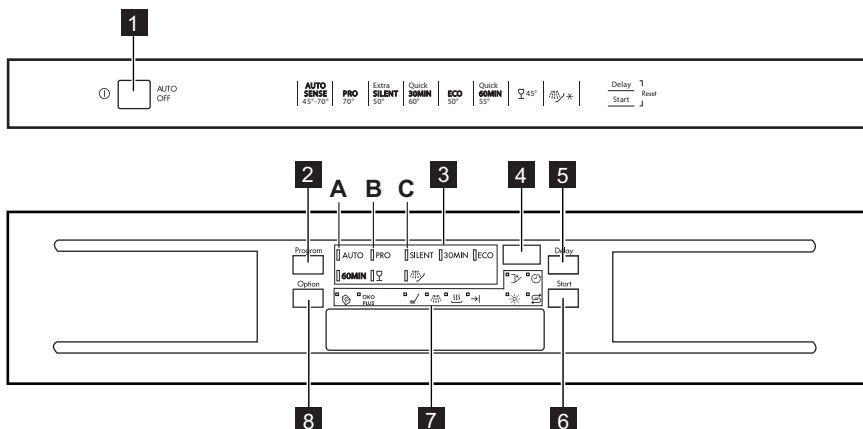 1
AUTO
OFF
AUTO
SENSE
45°-70°
PRO
70°
Extra
SILENT
50°
Quick
30MIN
60°
ECO
50°
Quick
60MIN
55°
45°
Delay
Start
Reset
2
A
B
C
3
4
5
Program
AUTO
PRO
SILENT
30MIN
ECO
Delay
60MIN
Option
ÖKO
PLUS
Start
8
7
6